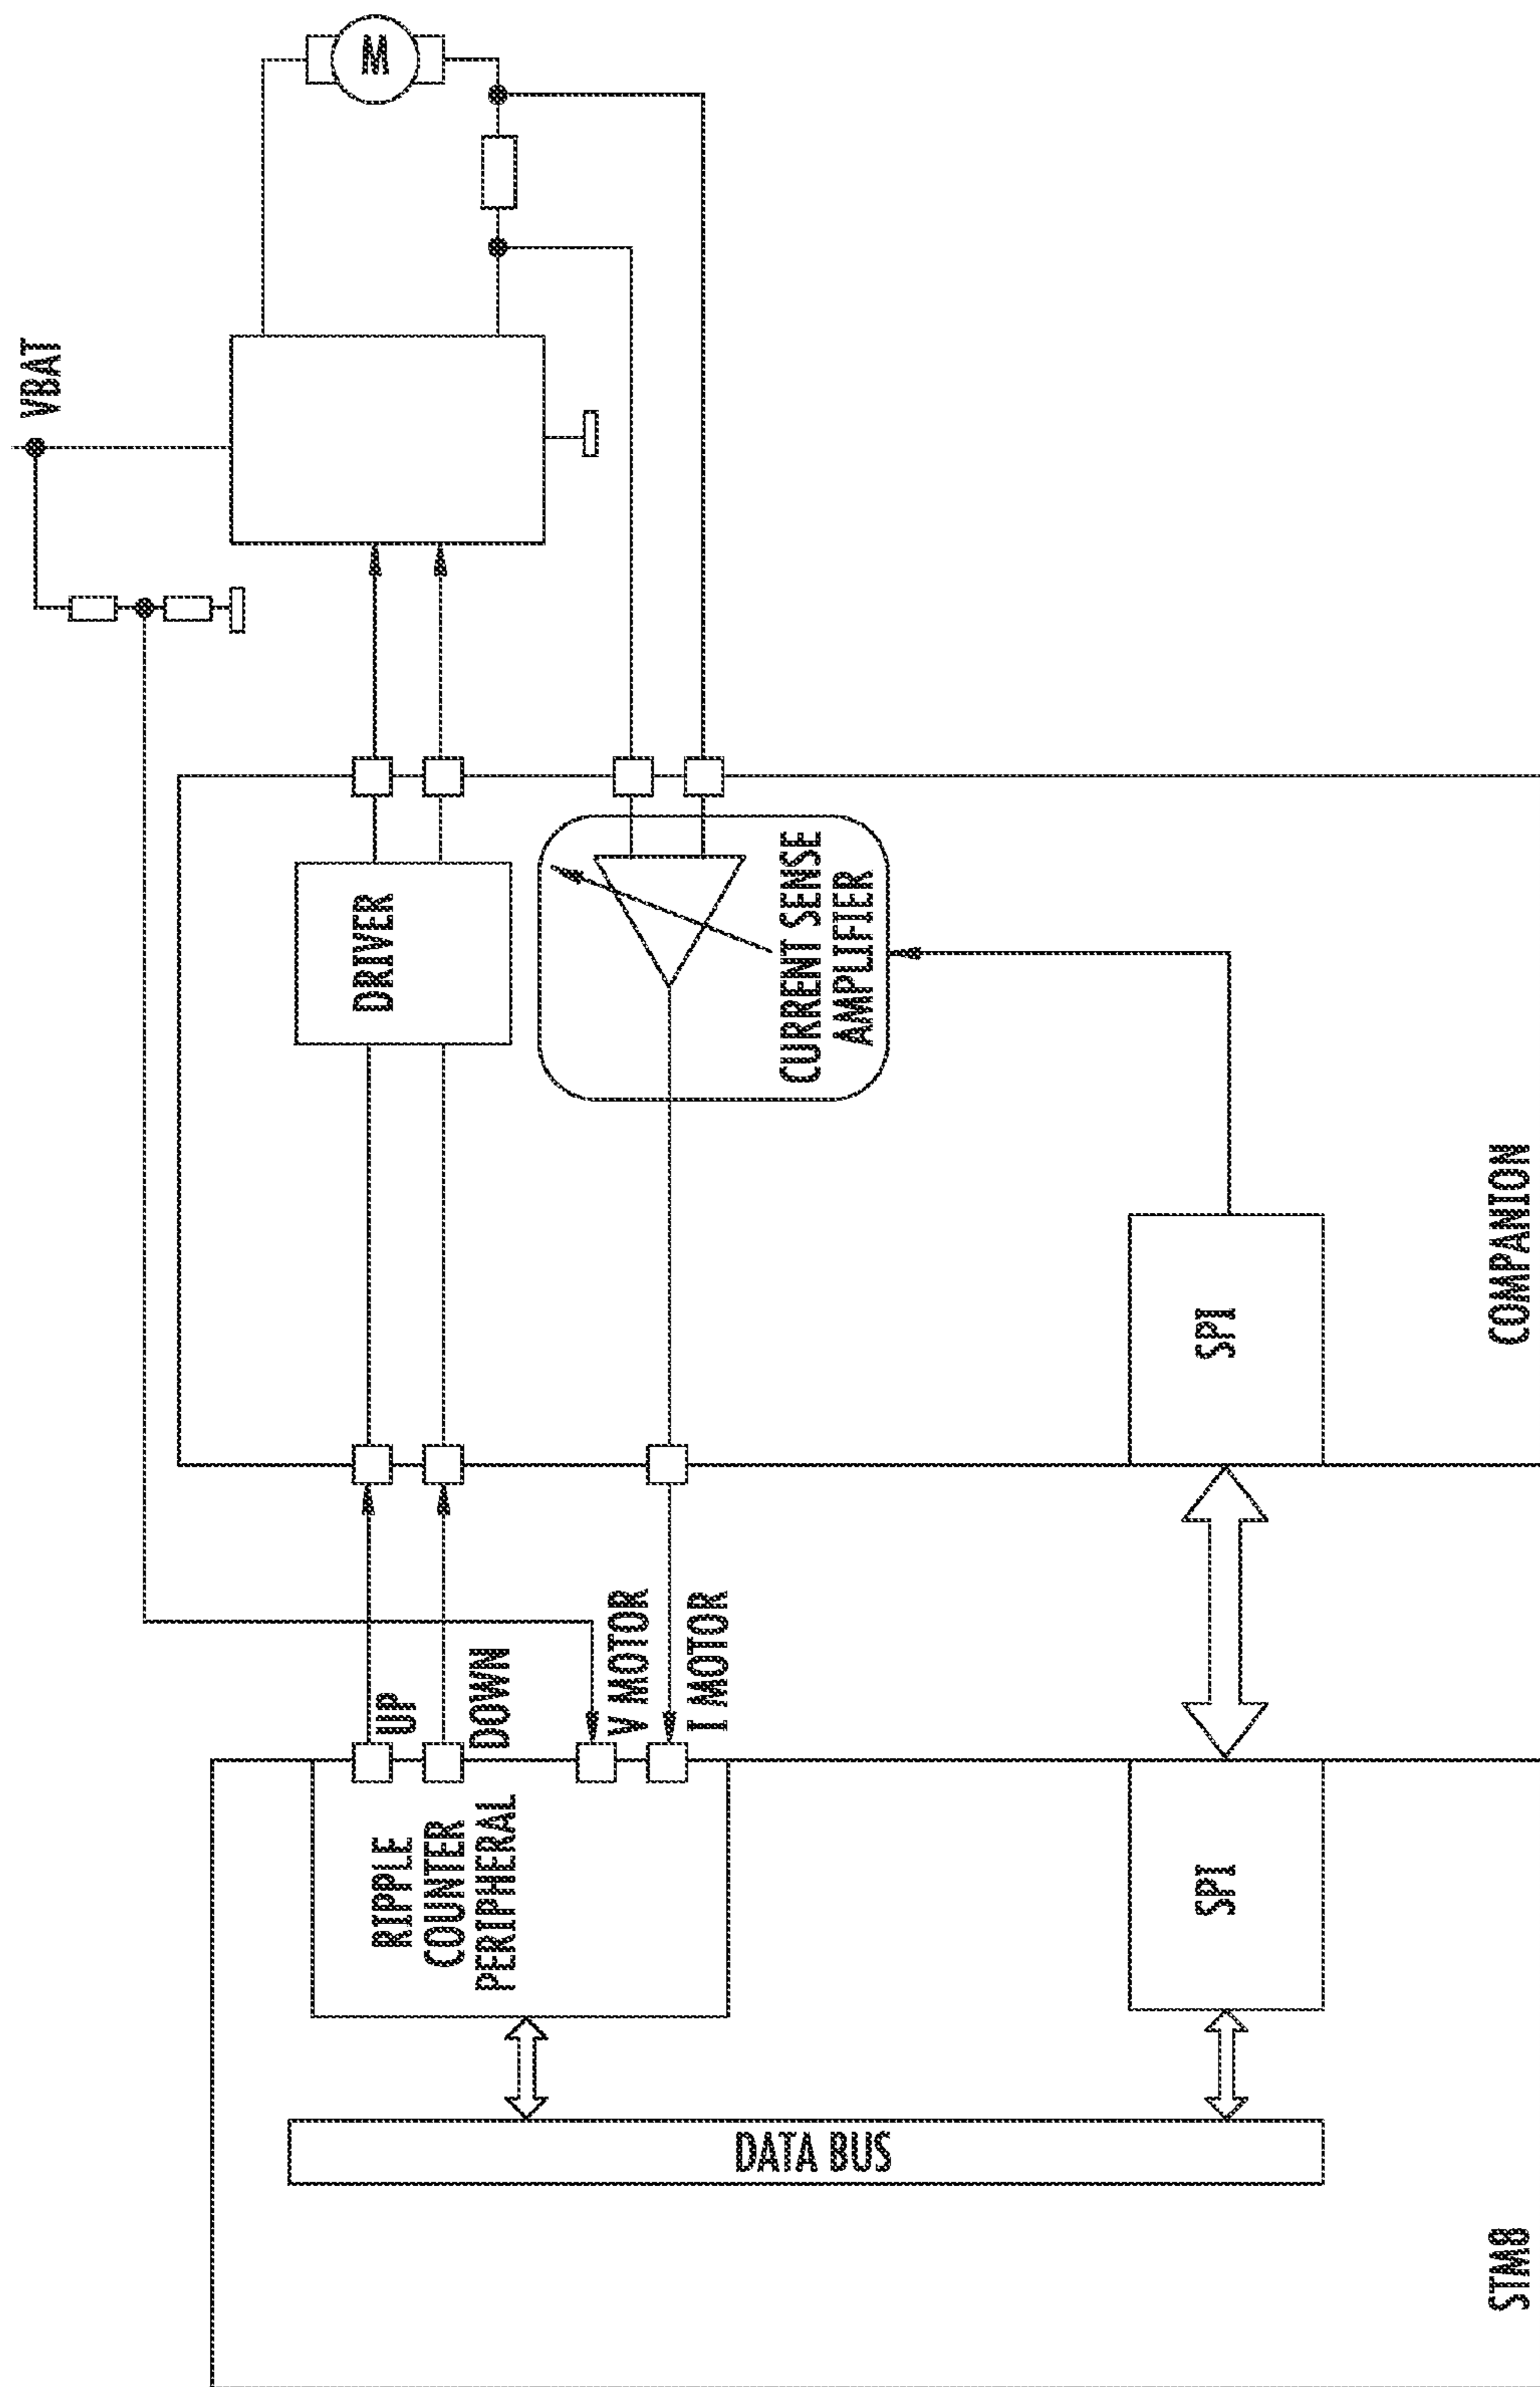 VBAT
M
RIPPLE
COUNTER
PERIPHERAL
UP
DOWN
V MOTOR
I MOTOR
DRIVER
CURRENT SENSE
AMPLIFIER
DATA BUS
SPI
SPI
STM8
COMPANION